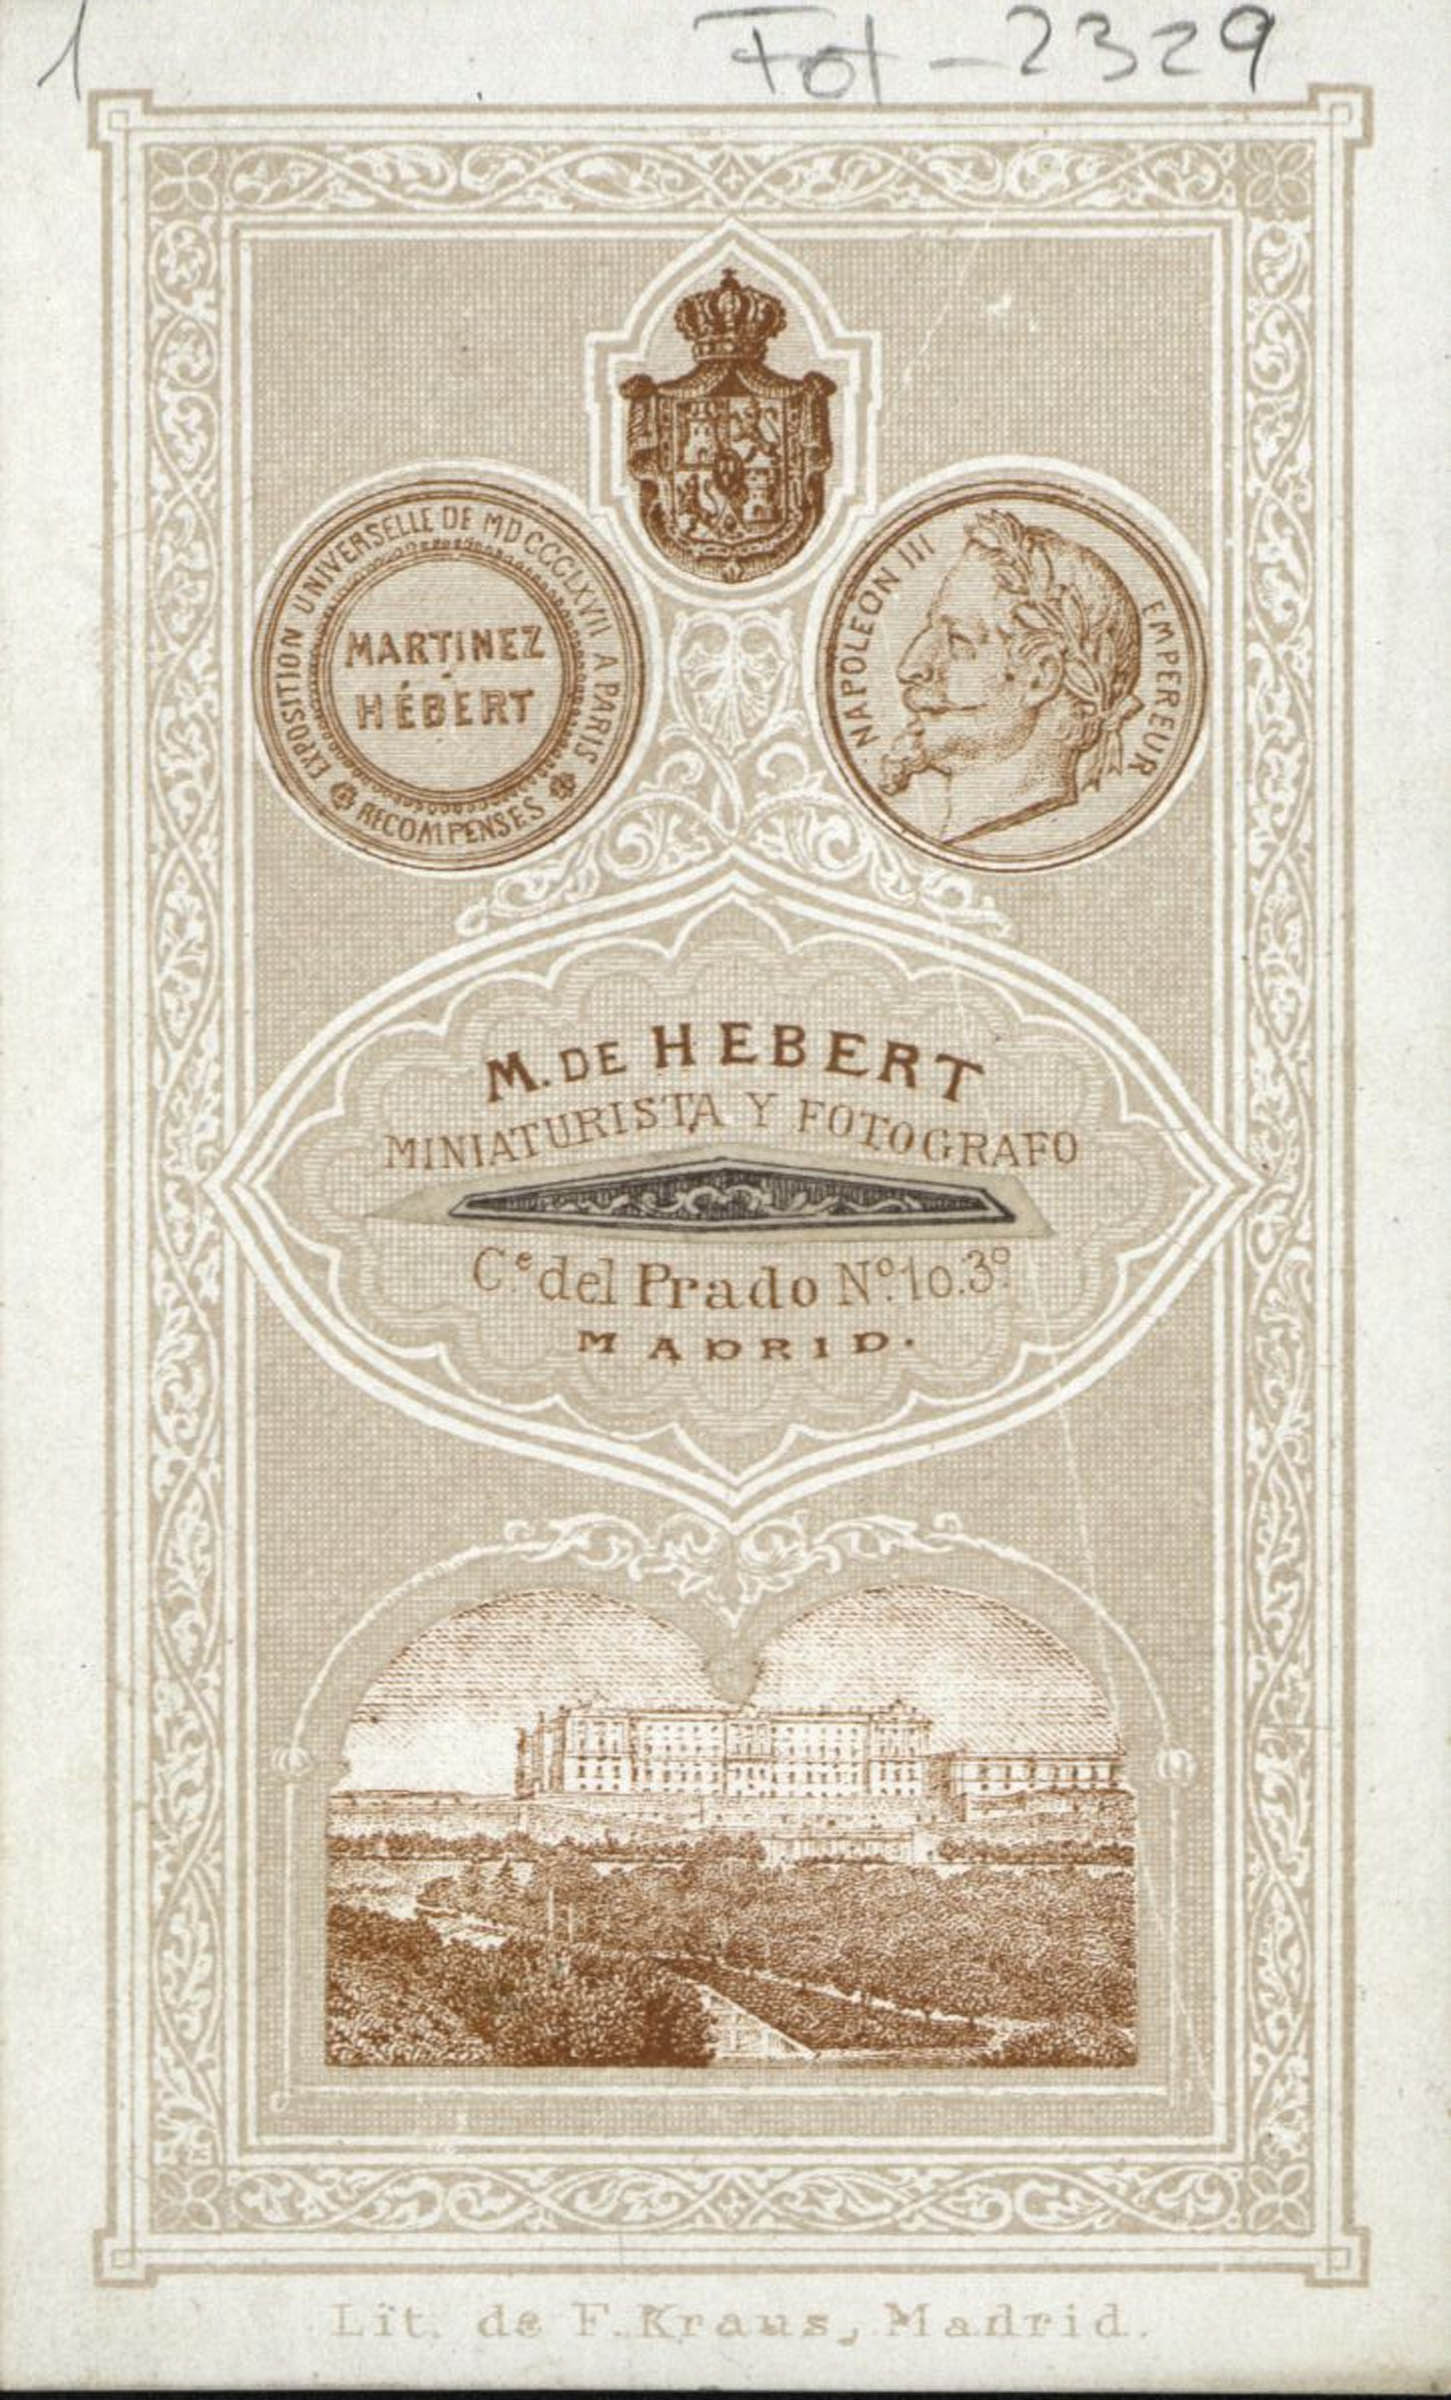 1
Fot-2329
EXPOSITION UNIVERSELLE DE MDCCCLXVII A PARIS
RECOMPENSES
MARTINEZ
HÉBERT
NAPOLEON III
EMPEREUR
M. DE HEBERT
MINIATURISTA Y FOTOGRAFO
Cᵉ del Prado Nº. 10. 3º.
MADRID.
Lit. de F. Kraus, Madrid.